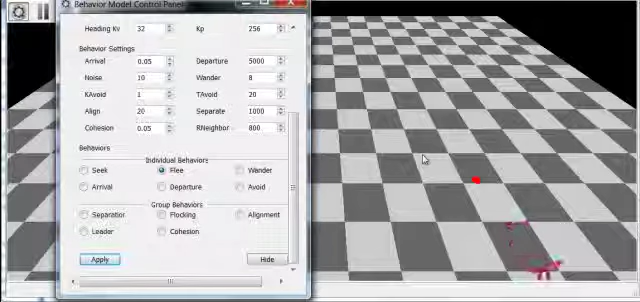 Behavior Model Control Panel
Heading Kv 32 Kp 256
Behavior Settings
Arrival 0.05 Departure 5000
Noise 10 Wander 8
KAvoid 1 TAvoid 20
Align 20 Separate 1000
Cohesion 0.05 RNeighbor 800
Behaviors
Individual Behaviors
Seek Flee Wander
Arrival Departure Avoid
Group Behaviors
Separation Flocking Alignment
Leader Cohesion
Apply Hide